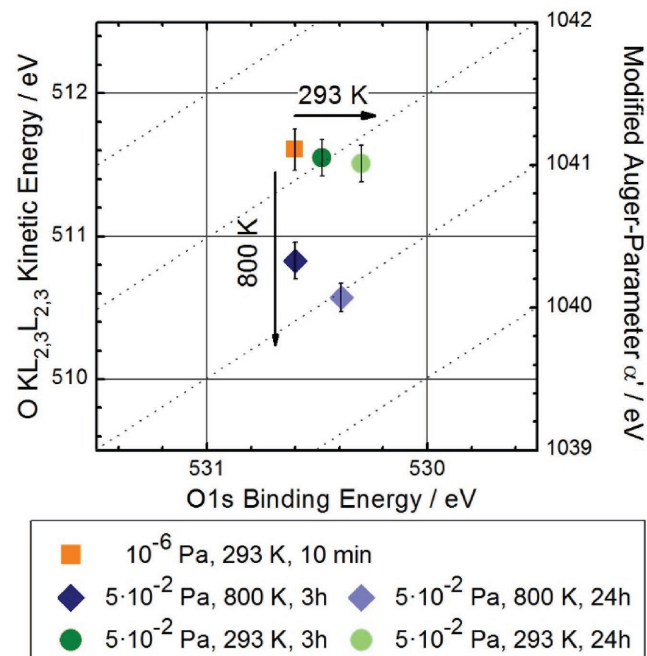 1042
O KL2,3L2,3 Kinetic Energy / eV
512
293 K
Modified Auger-Parameter α' / eV
1041
511
800 K
1040
510
1039
531 530
O1s Binding Energy / eV
10^-6 Pa, 293 K, 10 min
5·10^-2 Pa, 800 K, 3h 5·10^-2 Pa, 800 K, 24h
5·10^-2 Pa, 293 K, 3h 5·10^-2 Pa, 293 K, 24h